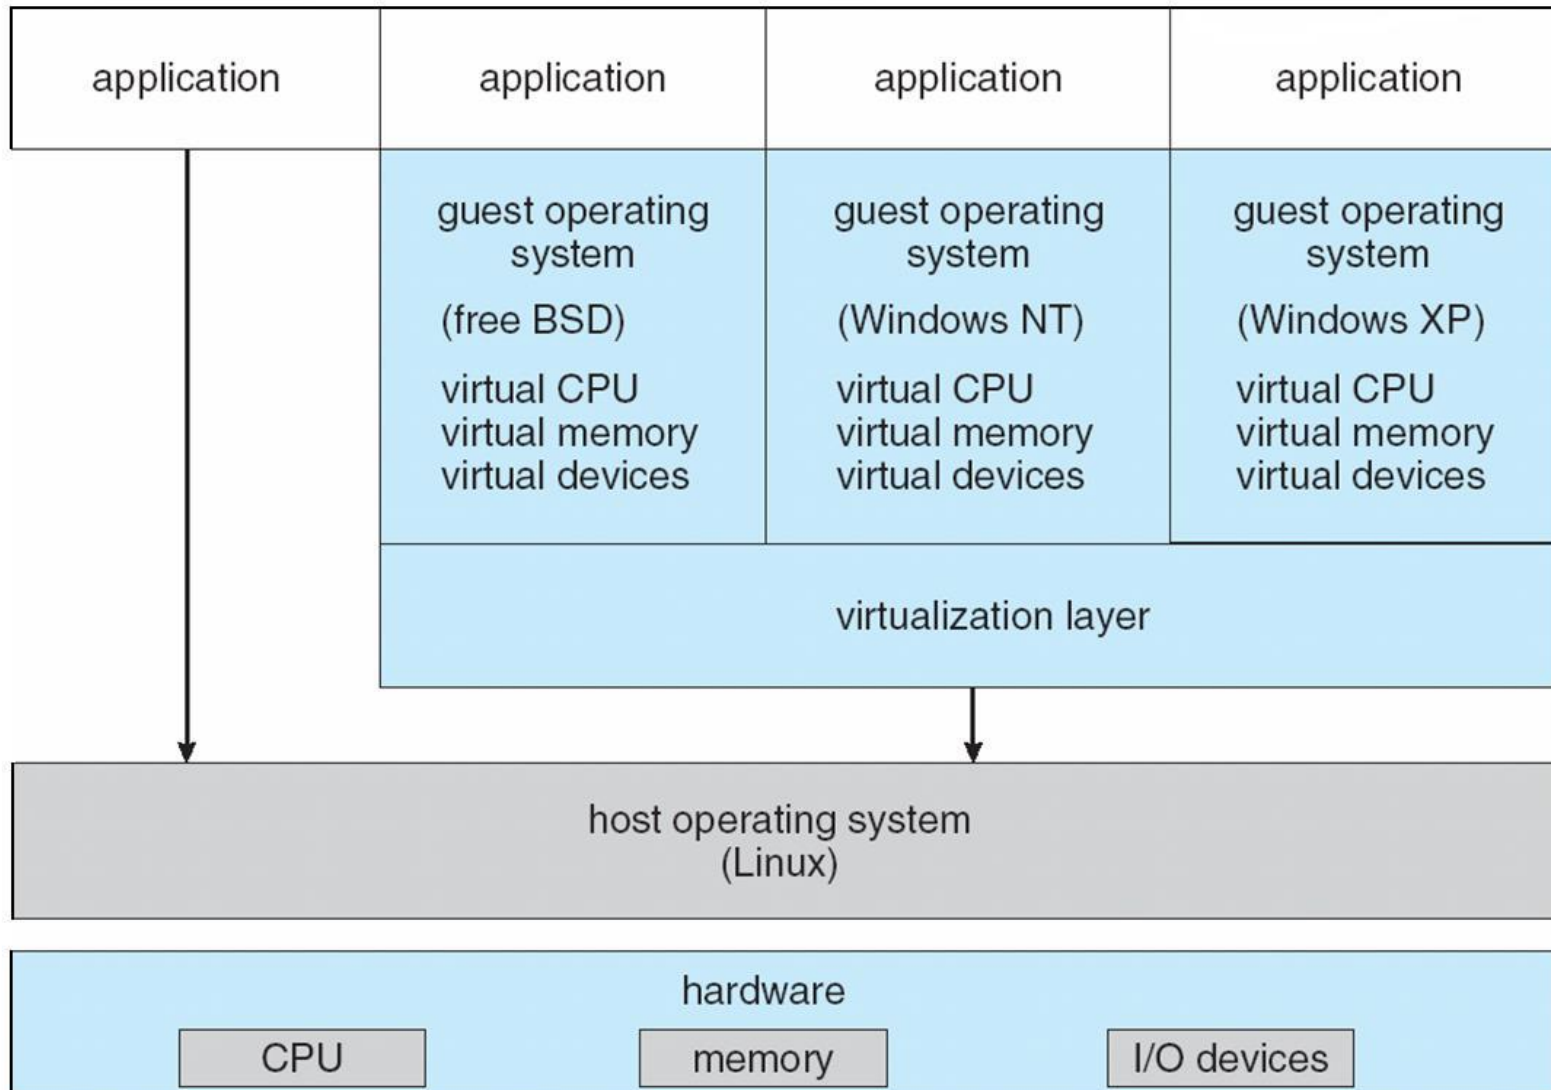 application
application
application
application
guest operating
system
(free BSD)
virtual CPU
virtual memory
virtual devices
guest operating
system
(Windows NT)
virtual CPU
virtual memory
virtual devices
guest operating
system
(Windows XP)
virtual CPU
virtual memory
virtual devices
virtualization layer
host operating system
(Linux)
hardware
CPU
memory
I/O devices